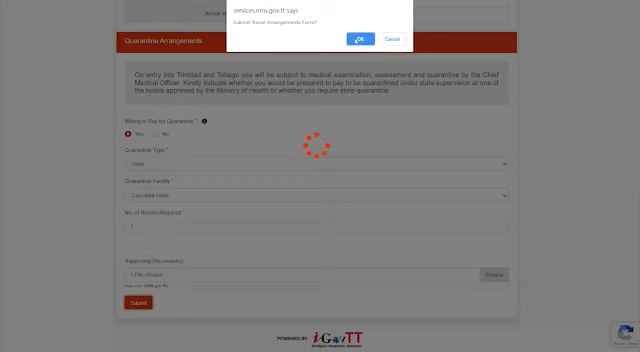 services.mns.gov.tt says
Submit Travel Arrangements Form?
OK
Cancel
Quarantine Arrangements
On entry into Trinidad and Tobago you will be subject to medical examination, assessment and quarantine by the Chief
Medical Officer. Kindly indicate whether you would be prepared to pay to be quarantined under state supervision at one of
the hotels approved by the Ministry of Health or whether you require state quarantine.
Willing to Pay for Quarantine *
Yes
No
Quarantine Type *
Hotel
Quarantine Facility *
Cascadia Hotel
No. of Rooms Required *
1
Supporting Document(s)
1 File chosen
Browse
Submit
POWERED BY
iGovTT